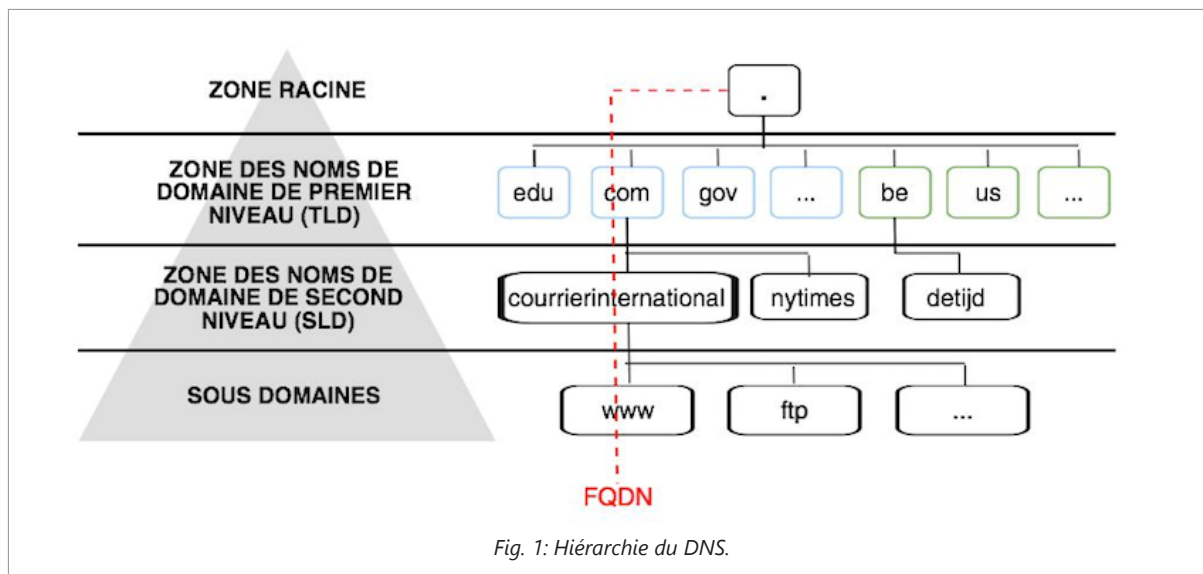 ZONE RACINE
.
ZONE DES NOMS DE
DOMAINE DE PREMIER
NIVEAU (TLD)
edu
com
gov
...
be
us
...
ZONE DES NOMS DE
DOMAINE DE SECOND
NIVEAU (SLD)
courrierinternational
nytimes
detijd
SOUS DOMAINES
www
ftp
...
FQDN
Fig. 1: Hiérarchie du DNS.